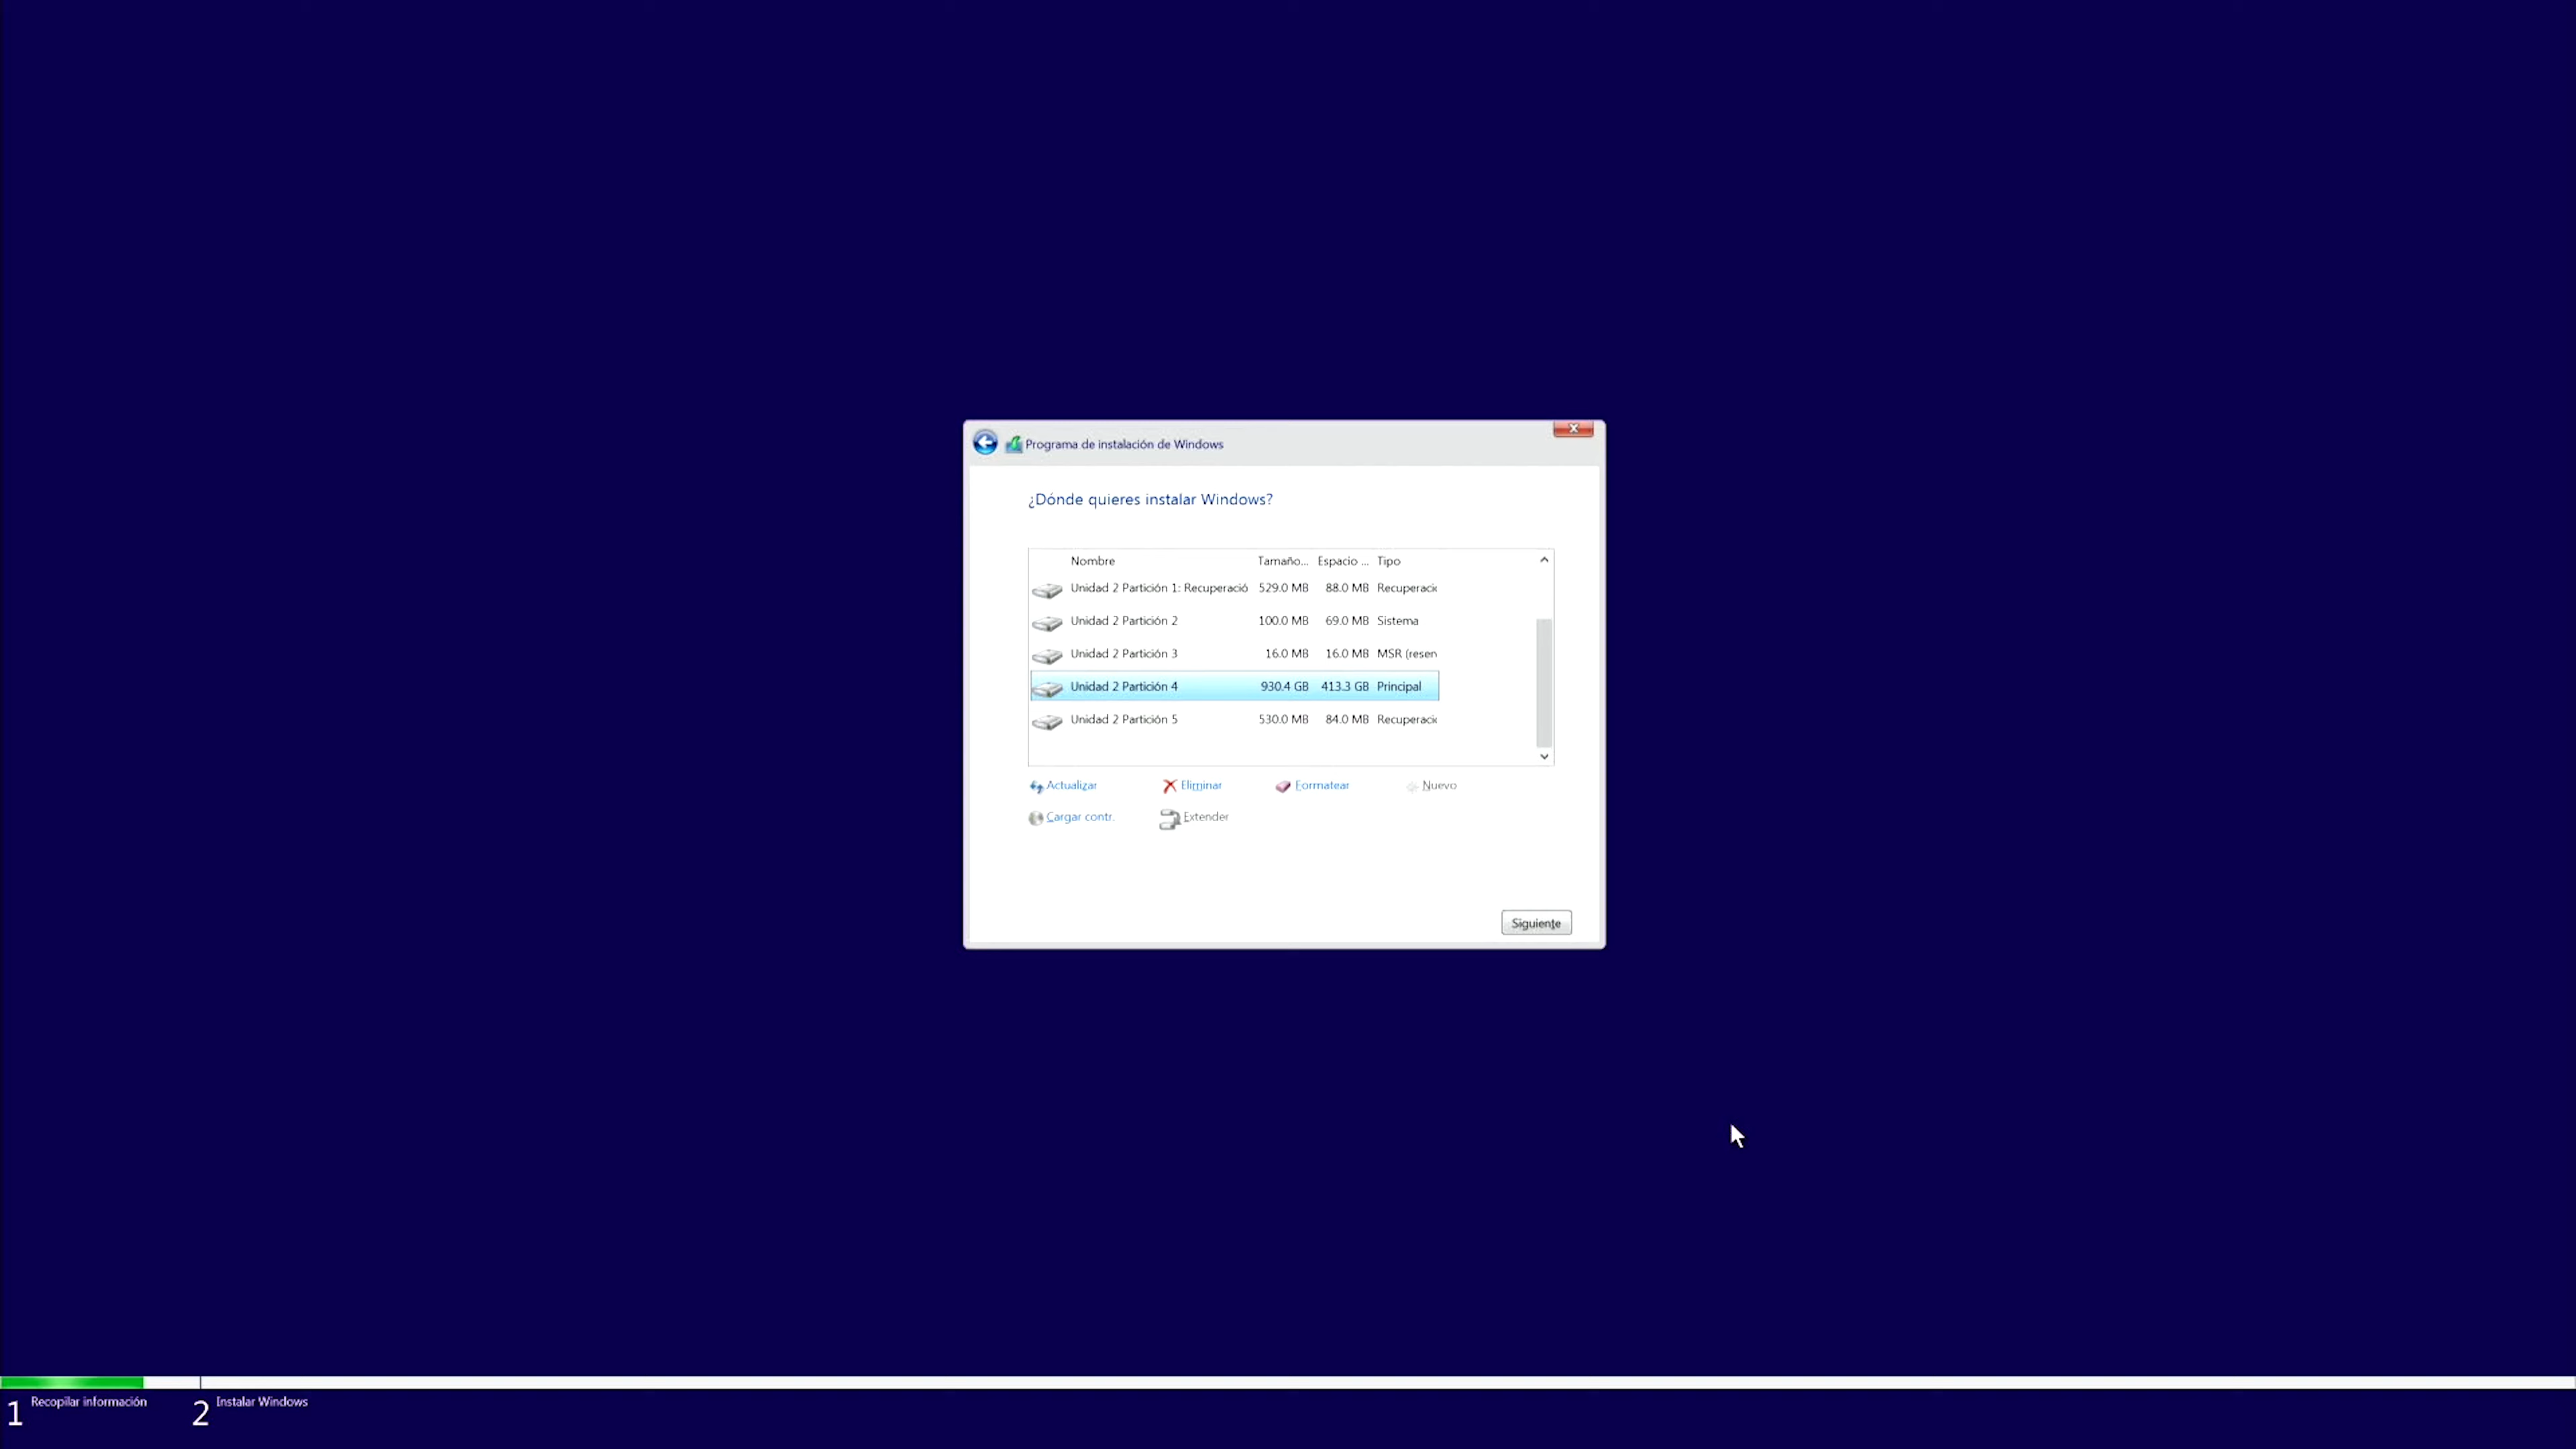 Programa de instalación de Windows
¿Dónde quieres instalar Windows?
Nombre Tamaño... Espacio ... Tipo
Unidad 2 Partición 1: Recuperació 529.0 MB 88.0 MB Recuperació
Unidad 2 Partición 2 100.0 MB 69.0 MB Sistema
Unidad 2 Partición 3 16.0 MB 16.0 MB MSR (resen
Unidad 2 Partición 4 930.4 GB 413.3 GB Principal
Unidad 2 Partición 5 530.0 MB 84.0 MB Recuperació
Actualizar Eliminar Formatear Nuevo
Cargar contr. Extender
Siguiente
1 Recopilar información 2 Instalar Windows